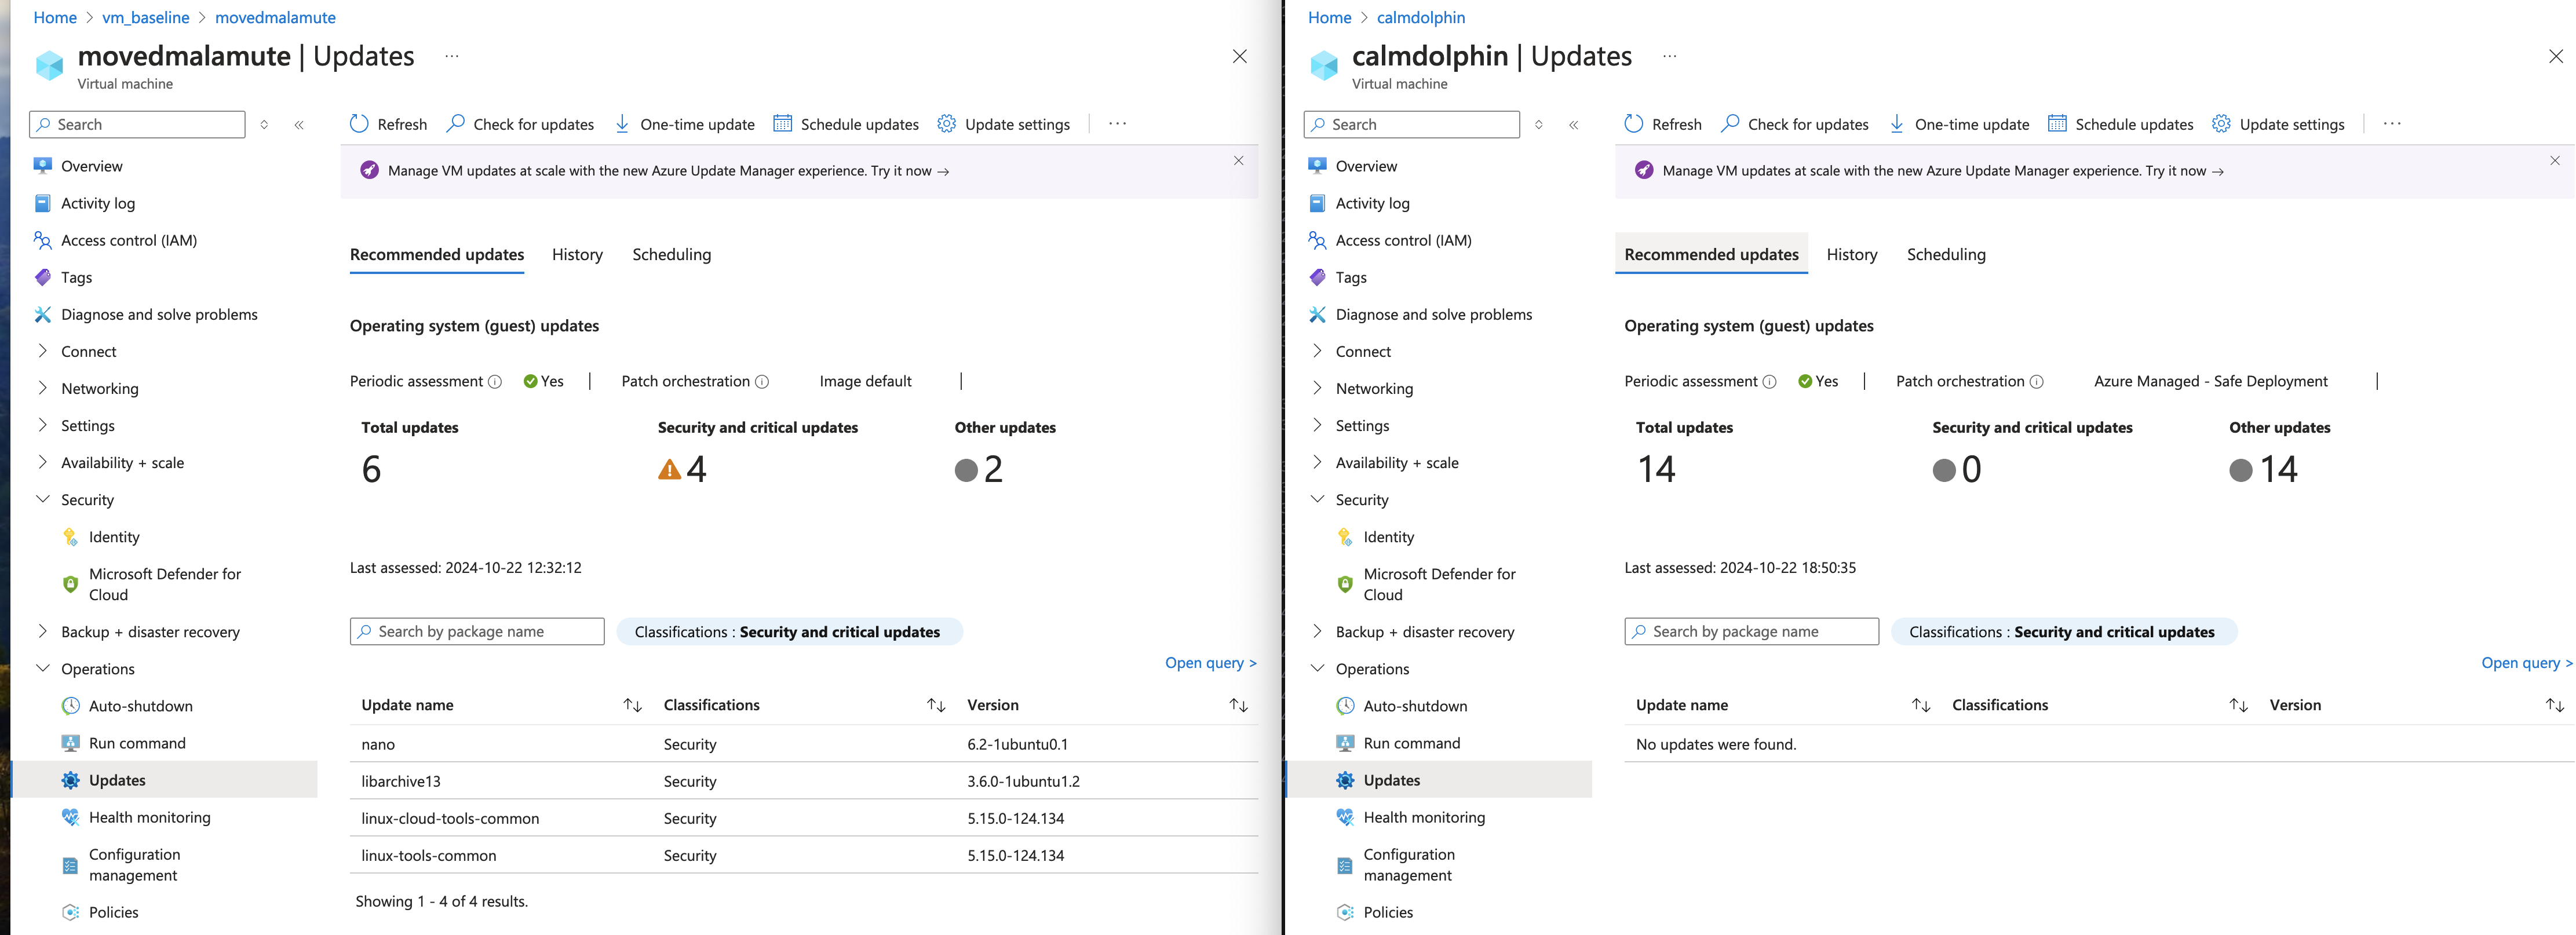 Home > vm_baseline > movedmalamute
movedmalamute | Updates ...
Virtual machine
Search
Overview
Activity log
Access control (IAM)
Tags
Diagnose and solve problems
Connect
Networking
Settings
Availability + scale
Security
Identity
Microsoft Defender for
Cloud
Backup + disaster recovery
Operations
Auto-shutdown
Run command
Updates
Health monitoring
Configuration
management
Policies
Refresh Check for updates One-time update Schedule updates Update settings ...
Manage VM updates at scale with the new Azure Update Manager experience. Try it now →
Recommended updates History Scheduling
Operating system (guest) updates
Periodic assessment Yes | Patch orchestration Image default |
Total updates Security and critical updates Other updates
6 4 2
Last assessed: 2024-10-22 12:32:12
Search by package name Classifications : Security and critical updates
Open query >
Update name Classifications Version
nano Security 6.2-1ubuntu0.1
libarchive13 Security 3.6.0-1ubuntu1.2
linux-cloud-tools-common Security 5.15.0-124.134
linux-tools-common Security 5.15.0-124.134
Showing 1 - 4 of 4 results.
Home > calmdolphin
calmdolphin | Updates ...
Virtual machine
Search
Overview
Activity log
Access control (IAM)
Tags
Diagnose and solve problems
Connect
Networking
Settings
Availability + scale
Security
Identity
Microsoft Defender for
Cloud
Backup + disaster recovery
Operations
Auto-shutdown
Run command
Updates
Health monitoring
Configuration
management
Policies
Refresh Check for updates One-time update Schedule updates Update settings ...
Manage VM updates at scale with the new Azure Update Manager experience. Try it now →
Recommended updates History Scheduling
Operating system (guest) updates
Periodic assessment Yes | Patch orchestration Azure Managed - Safe Deployment |
Total updates Security and critical updates Other updates
14 0 14
Last assessed: 2024-10-22 18:50:35
Search by package name Classifications : Security and critical updates
Open query >
Update name Classifications Version
No updates were found.